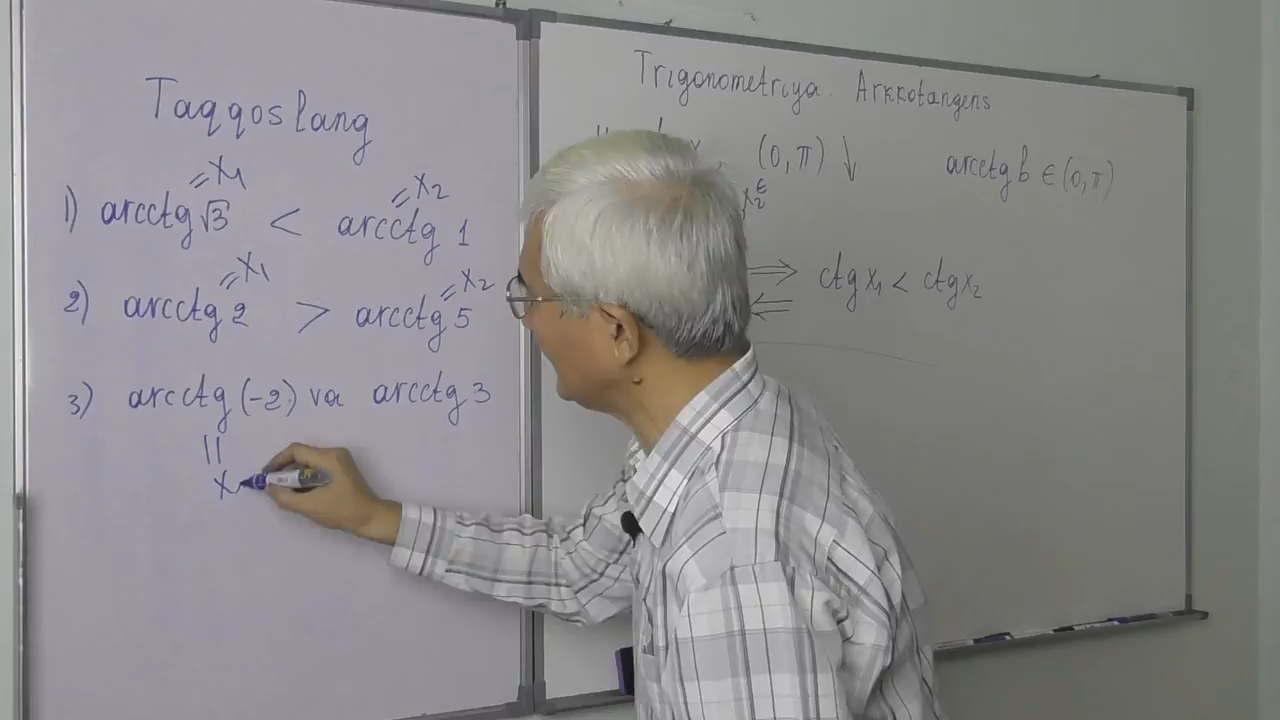 Taqqoslang
= x₁ = x₂
1) arcctg √3 < arcctg 1
= x₁ = x₂
2) arcctg 2 > arcctg 5
3) arcctg (-2) va arcctg 3
||
x
Trigonometriya. Arkkotangens
(0, π) ↓ arcctg b ∈ (0, π)
x₂ ∈
⇒ ctg x₁ < ctg x₂
⇐